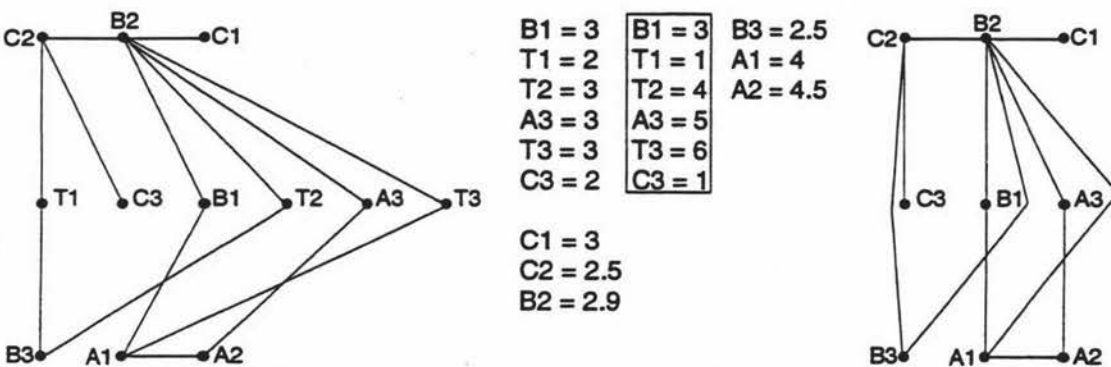 C2 B2 C1
T1 C3 B1 T2 A3 T3
B3 A1 A2
B1 = 3
T1 = 2
T2 = 3
A3 = 3
T3 = 3
C3 = 2
C1 = 3
C2 = 2.5
B2 = 2.9
B1 = 3
T1 = 1
T2 = 4
A3 = 5
T3 = 6
C3 = 1
B3 = 2.5
A1 = 4
A2 = 4.5
C2 B2 C1
C3 B1 A3
B3 A1 A2